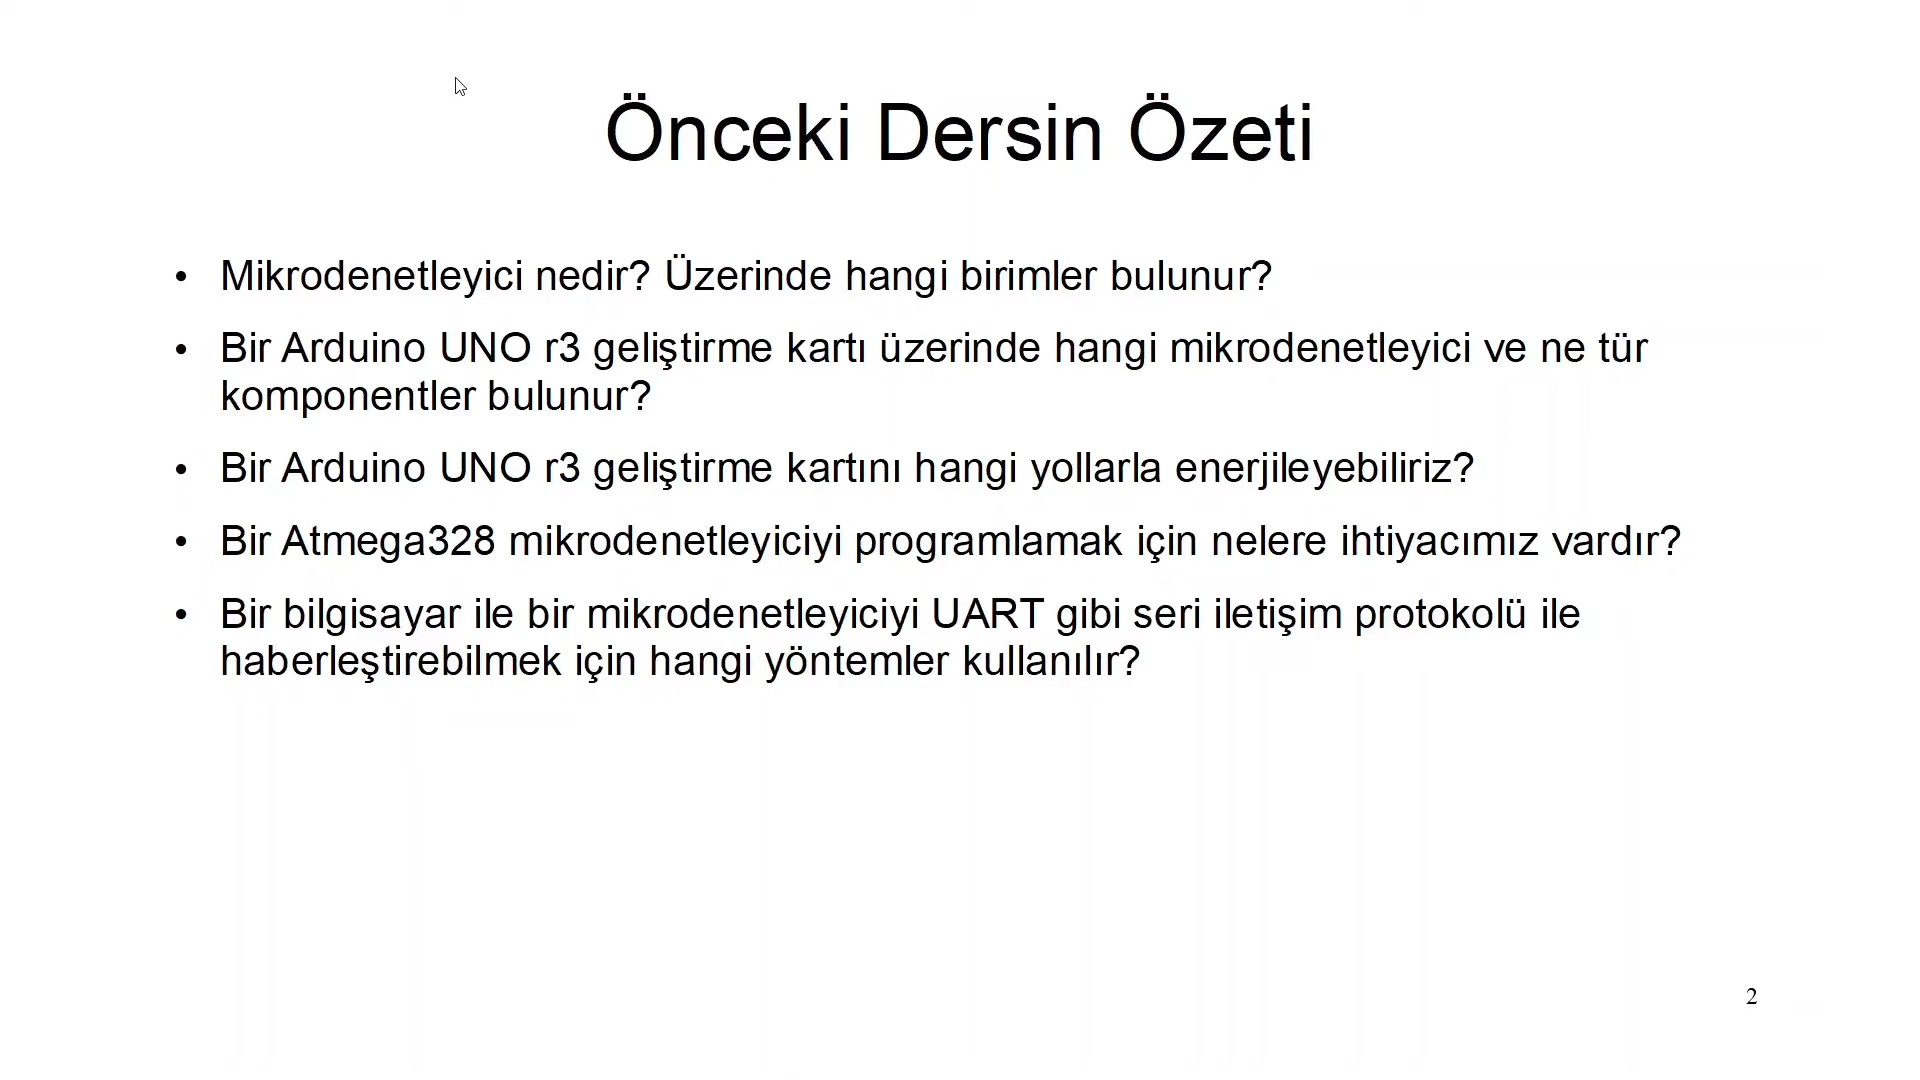 Önceki Dersin Özeti
• Mikrodenetleyici nedir? Üzerinde hangi birimler bulunur?
• Bir Arduino UNO r3 geliştirme kartı üzerinde hangi mikrodenetleyici ve ne tür
komponentler bulunur?
• Bir Arduino UNO r3 geliştirme kartını hangi yollarla enerjileyebiliriz?
• Bir Atmega328 mikrodenetleyiciyi programlamak için nelere ihtiyacımız vardır?
• Bir bilgisayar ile bir mikrodenetleyiciyi UART gibi seri iletişim protokolü ile
haberleştirebilmek için hangi yöntemler kullanılır?
2